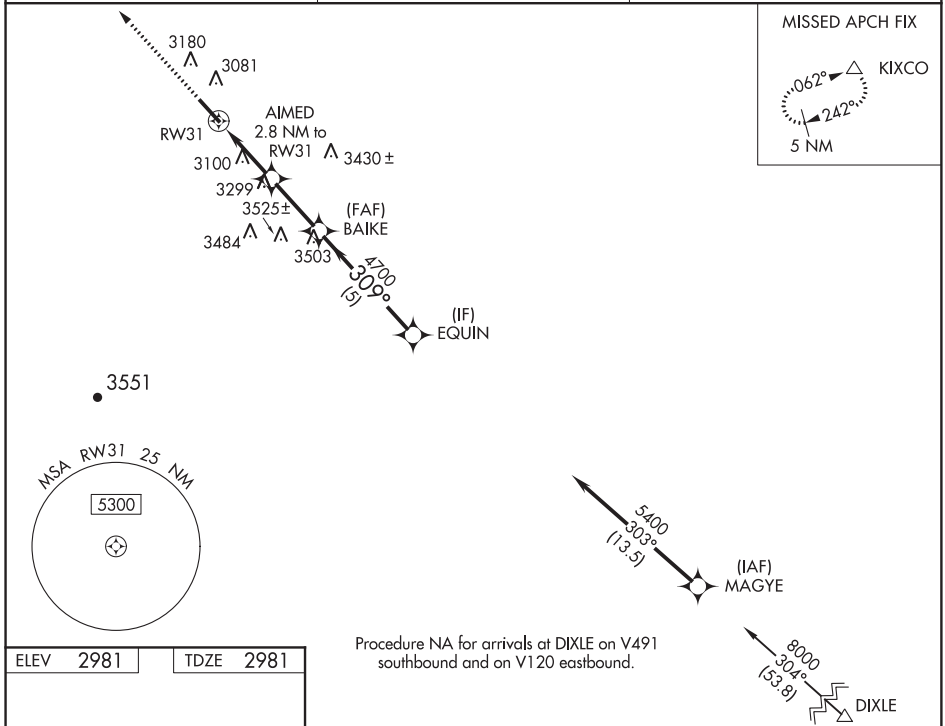 MISSED APCH FIX
KIXCO
062°
242°
5 NM
3180
3081
RW31
AIMED
2.8 NM to
RW31
3100
3430 ±
3299
3525±
(FAF)
BAIKE
3484
3503
4700
309°
(5)
(IF)
EQUIN
3551
MSA RW31 25 NM
5300
5400
303°
(13.5)
(IAF)
MAGYE
Procedure NA for arrivals at DIXLE on V491
southbound and on V120 eastbound.
8000
304°
(53.8)
DIXLE
ELEV 2981
TDZE 2981